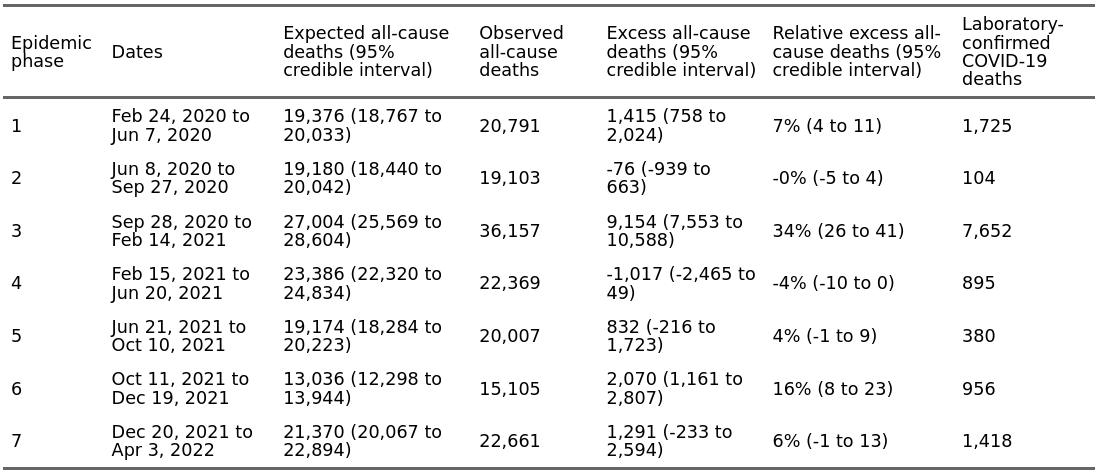 Epidemic phase | Dates | Expected all-cause deaths (95% credible interval) | Observed all-cause deaths | Excess all-cause deaths (95% credible interval) | Relative excess all-cause deaths (95% credible interval) | Laboratory-confirmed COVID-19 deaths
1 | Feb 24, 2020 to Jun 7, 2020 | 19,376 (18,767 to 20,033) | 20,791 | 1,415 (758 to 2,024) | 7% (4 to 11) | 1,725
2 | Jun 8, 2020 to Sep 27, 2020 | 19,180 (18,440 to 20,042) | 19,103 | -76 (-939 to 663) | -0% (-5 to 4) | 104
3 | Sep 28, 2020 to Feb 14, 2021 | 27,004 (25,569 to 28,604) | 36,157 | 9,154 (7,553 to 10,588) | 34% (26 to 41) | 7,652
4 | Feb 15, 2021 to Jun 20, 2021 | 23,386 (22,320 to 24,834) | 22,369 | -1,017 (-2,465 to 49) | -4% (-10 to 0) | 895
5 | Jun 21, 2021 to Oct 10, 2021 | 19,174 (18,284 to 20,223) | 20,007 | 832 (-216 to 1,723) | 4% (-1 to 9) | 380
6 | Oct 11, 2021 to Dec 19, 2021 | 13,036 (12,298 to 13,944) | 15,105 | 2,070 (1,161 to 2,807) | 16% (8 to 23) | 956
7 | Dec 20, 2021 to Apr 3, 2022 | 21,370 (20,067 to 22,894) | 22,661 | 1,291 (-233 to 2,594) | 6% (-1 to 13) | 1,418